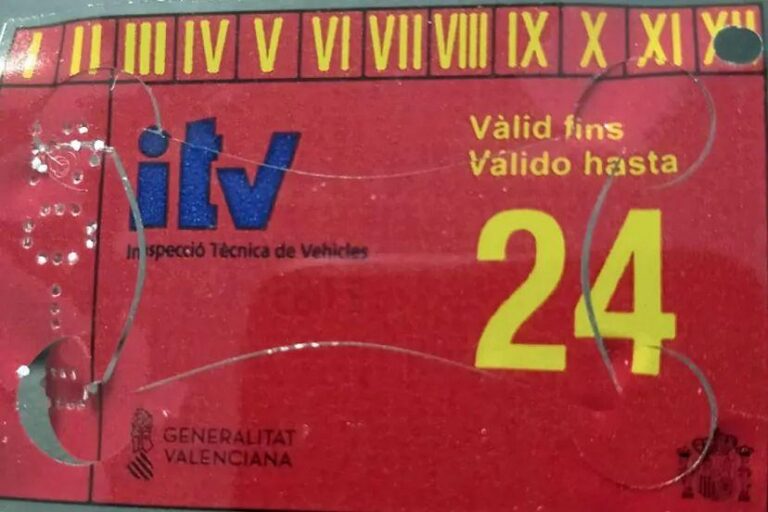 I II III IV V VI VII VIII IX X XI XII
Vàlid fins
Válido hasta
itv
Inspecció Tècnica de Vehicles
24
GENERALITAT
VALENCIANA